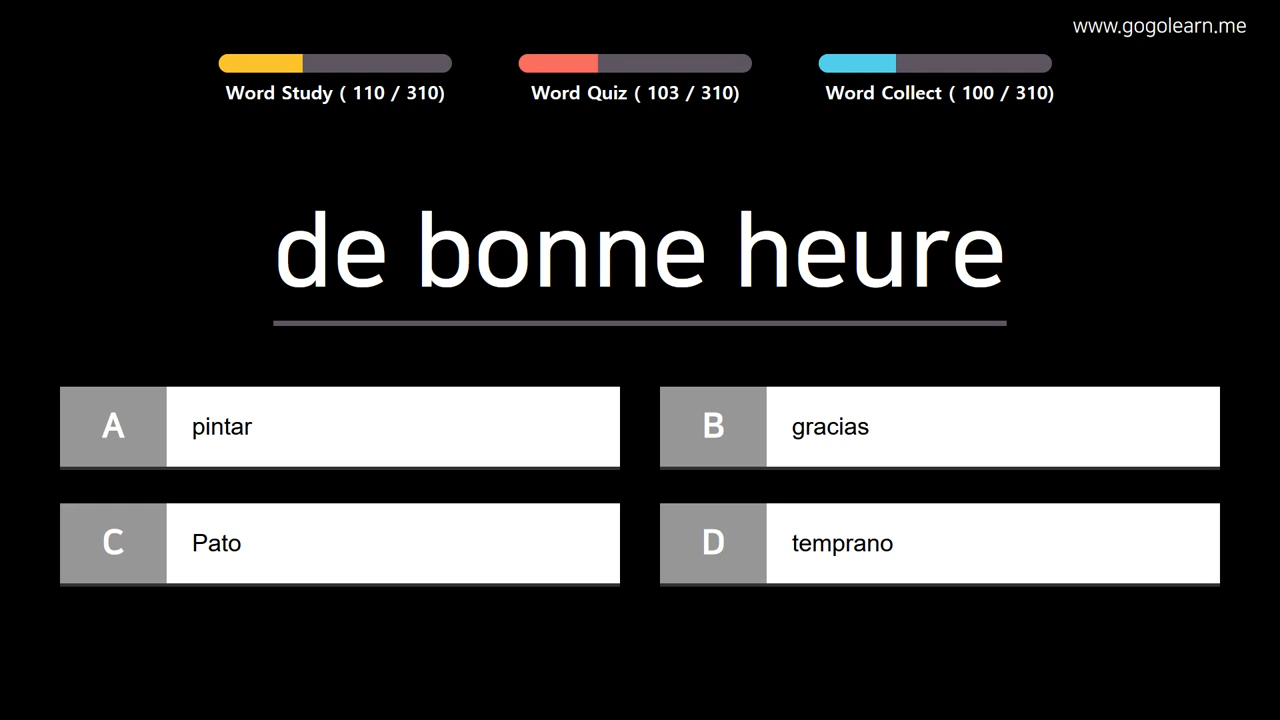 www.gogolearn.me
Word Study ( 110 / 310)
Word Quiz ( 103 / 310)
Word Collect ( 100 / 310)
de bonne heure
A pintar
B gracias
C Pato
D temprano